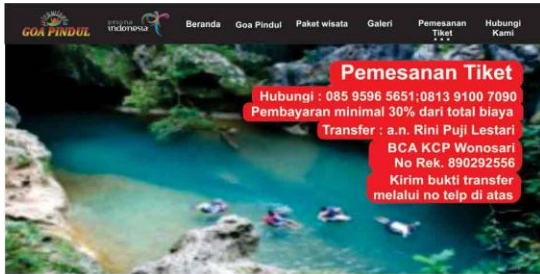 GOA PINDUL
pesona
indonesia
Beranda
Goa Pindul
Paket wisata
Galeri
Pemesanan
Tiket
Hubungi
Kami
Pemesanan Tiket
Hubungi : 085 9596 5651;0813 9100 7090
Pembayaran minimal 30% dari total biaya
Transfer : a.n. Rini Puji Lestari
BCA KCP Wonosari
No Rek. 890292556
Kirim bukti transfer
melalui no telp di atas